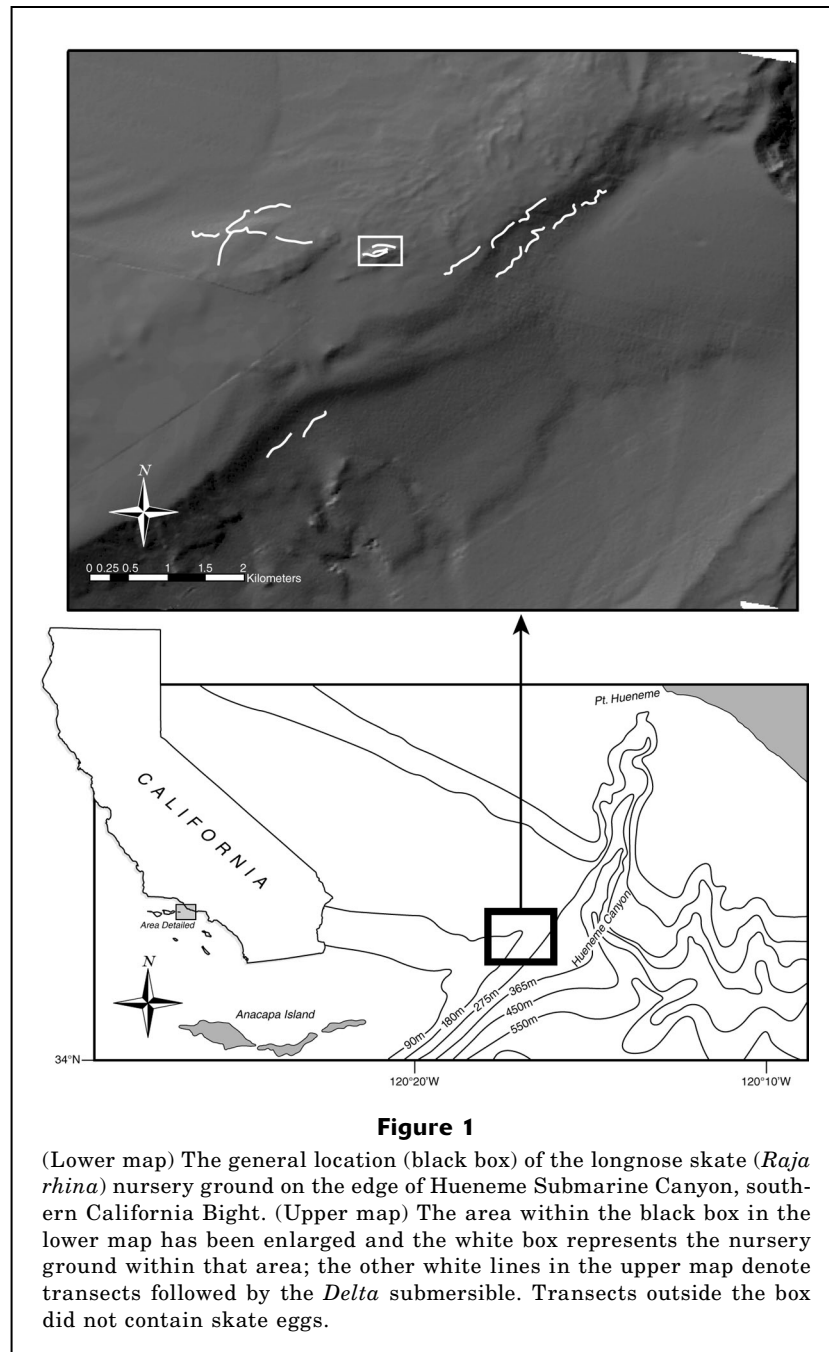 N
0 0.25 0.5 1 1.5 2
Kilometers
Pt. Hueneme
CALIFORNIA
Area Detailed
Hueneme Canyon
N
Anacapa Island
90m
180m
275m
365m
450m
550m
34°N
120°20'W
120°10'W
Figure 1
(Lower map) The general location (black box) of the longnose skate (Raja
rhina) nursery ground on the edge of Hueneme Submarine Canyon, south-
ern California Bight. (Upper map) The area within the black box in the
lower map has been enlarged and the white box represents the nursery
ground within that area; the other white lines in the upper map denote
transects followed by the Delta submersible. Transects outside the box
did not contain skate eggs.